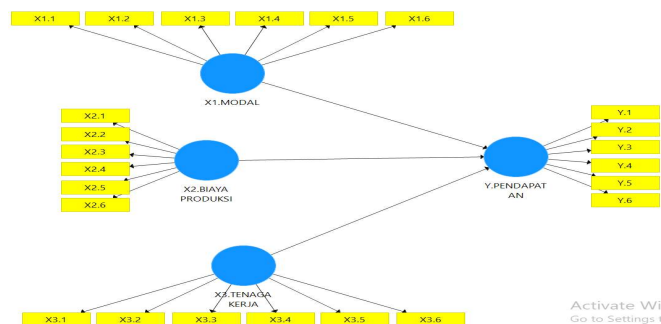 X1.1 X1.2 X1.3 X1.4 X1.5 X1.6
X1.MODAL
X2.1
X2.2
X2.3
X2.4
X2.5
X2.6
X2.BIAYA
PRODUKSI
Y.1
Y.2
Y.3
Y.4
Y.5
Y.6
Y.PENDAPAT
AN
X3.TENAGA
KERJA
X3.1 X3.2 X3.3 X3.4 X3.5 X3.6
Activate Wi
Go to Settings t